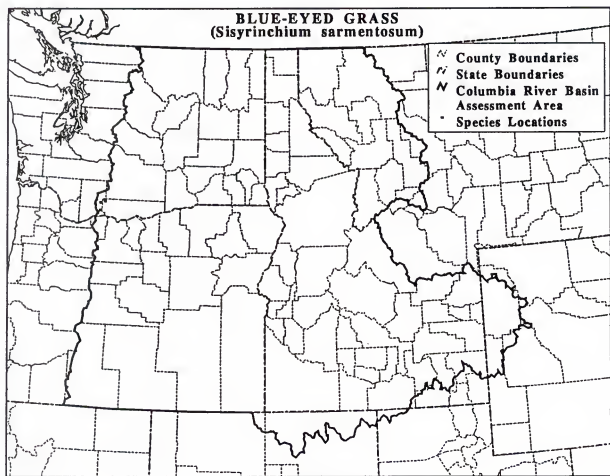 BLUE-EYED GRASS
(Sisyrinchium sarmentosum)
County Boundaries
State Boundaries
Columbia River Basin
Assessment Area
Species Locations